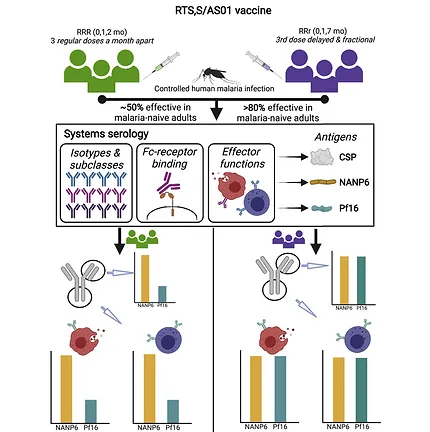 RTS,S/AS01 vaccine
RRR (0,1,2 mo)
3 regular doses a month apart
RRr (0,1,7 mo)
3rd dose delayed & fractional
Controlled human malaria infection
~50% effective in
malaria-naive adults
>80% effective in
malaria-naive adults
Systems serology
Isotypes &
subclasses
Fc-receptor
binding
Effector
functions
Antigens
CSP
NANP6
Pf16
NANP6 Pf16
NANP6 Pf16
NANP6 Pf16
NANP6 Pf16
NANP6 Pf16
NANP6 Pf16